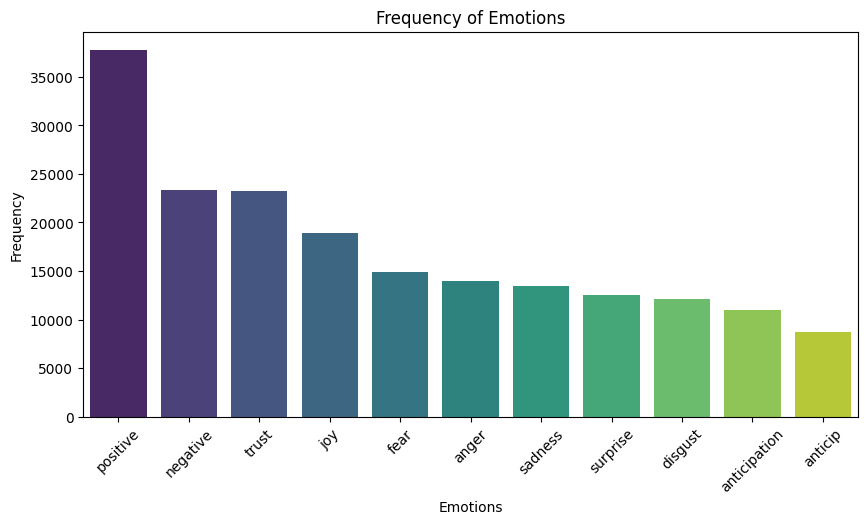 Frequency of Emotions
Frequency
35000
30000
25000
20000
15000
10000
5000
0
positive
negative
trust
joy
fear
anger
sadness
surprise
disgust
anticipation
anticip
Emotions